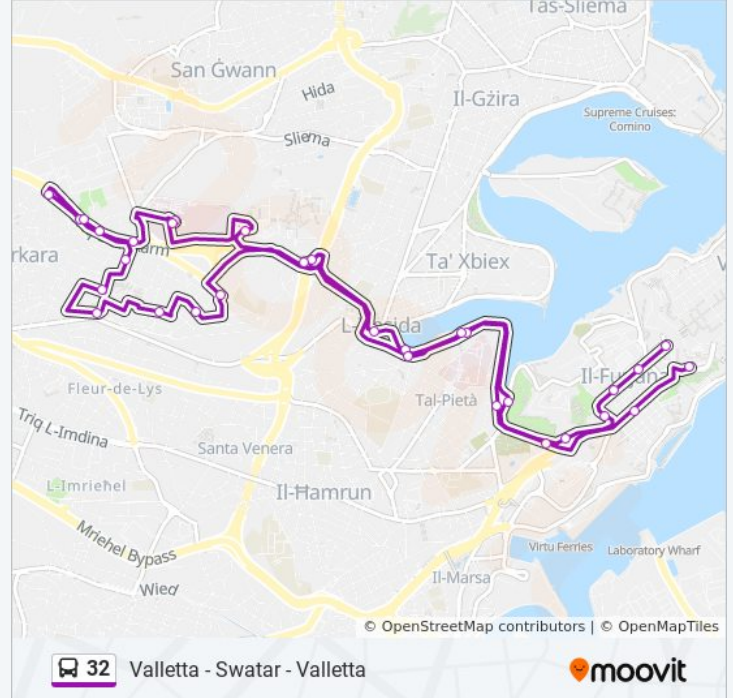 Tas-Sliema
San Ġwann
Hida
Il-Gżira
Supreme Cruises:
Comino
Sliema
rkara
Ta' Xbiex
Il-Furjana
Fleur-de-Lys
Tal-Pietà
Triq L-Imdina
Santa Venera
L-Imrieħel
Il-Ħamrun
Mriehel Bypass
Virtu Ferries
Laboratory Wharf
Il-Marsa
Wied
© OpenStreetMap contributors | © OpenMapTiles
32 Valletta - Swatar - Valletta
moovit